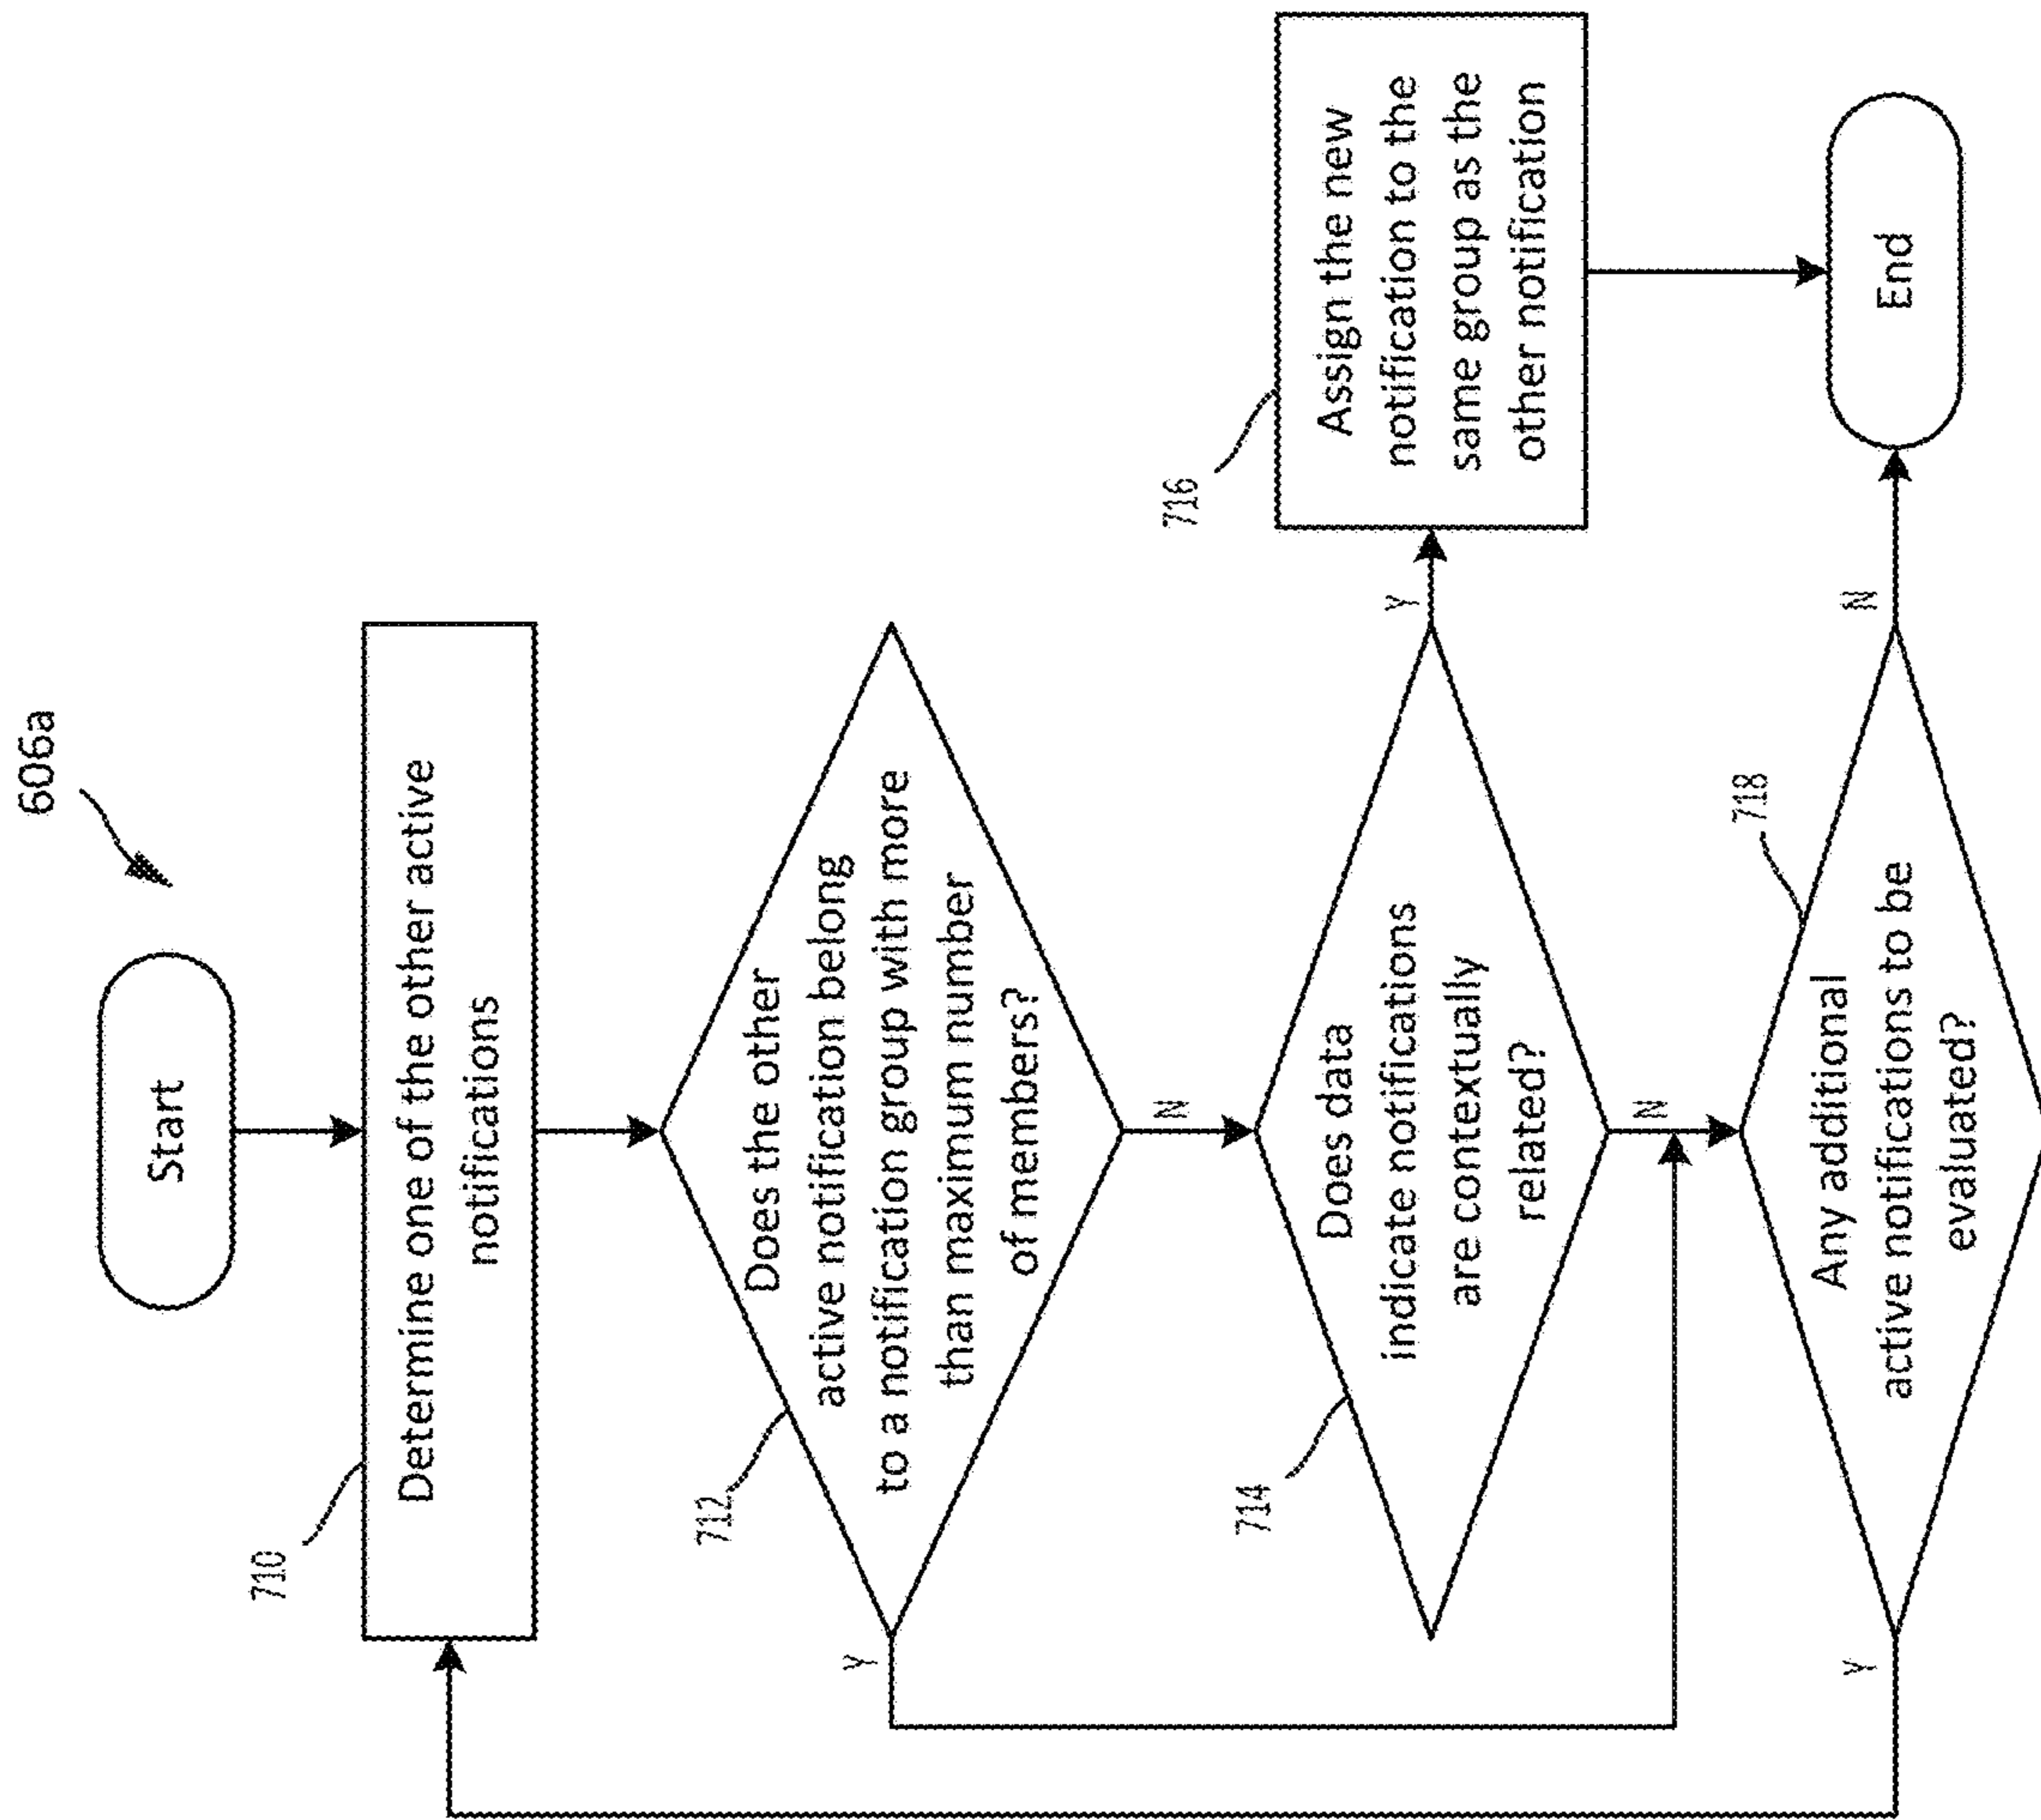 606a
Start
710
Determine one of the other active
notifications
712
Does the other
active notification belong
to a notification group with more
than maximum number
of members?
Y
N
714
Does data
indicate notifications
are contextually
related?
Y
N
716
Assign the new
notification to the
same group as the
other notification
718
Any additional
active notifications to be
evaluated?
Y
N
End